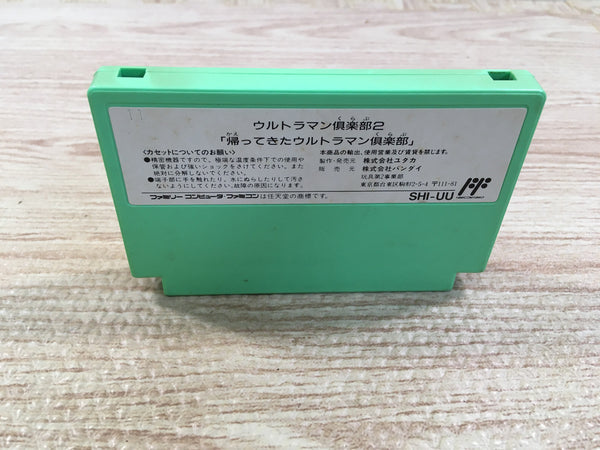 ウルトラマン倶楽部2
「帰ってきたウルトラマン倶楽部」
〈カセットについてのお願い〉
●精密機器ですので、極端な温度条件下での使用や
保管および強いショックをさけてください。また
絶対に分解しないでください。
●端子部に手を触れたり、水にぬらしたりして汚さ
ないようにしてください。故障の原因になります。
本商品の輸出、使用営業及び賃貸を禁じます。
製作・発売元 株式会社ユタカ
販売元 株式会社バンダイ
玩具第2事業部
東京都台東区駒形2-5-4 〒111-81
ファミリーコンピュータ・ファミコンは任天堂の商標です。
SHI-UU